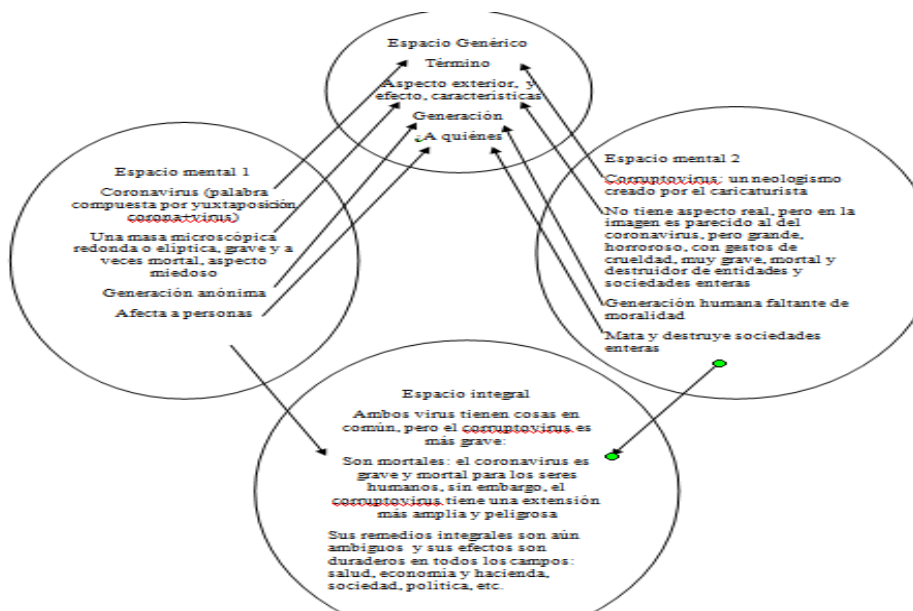 Espacio Genérico
Término
Aspecto exterior, y
efecto, características
Generación
¿A quiénes
Espacio mental 1
Coronavirus (palabra
compuesta por yuxtaposición
corona+virus)
Una masa microscópica
redonda o elíptica, grave y a
veces mortal, aspecto
miedoso
Generación anónima
Afecta a personas
Espacio mental 2
Corruptovirus: un neologismo
creado por el caricaturista
No tiene aspecto real, pero en la
imagen es parecido al del
coronavirus, pero grande,
horroroso, con gestos de
crueldad, muy grave, mortal y
destruidor de entidades y
sociedades enteras
Generación humana faltante de
moralidad
Mata y destruye sociedades
enteras
Espacio integral
Ambos virus tienen cosas en
común, pero el corruptovirus es
más grave:
Son mortales: el coronavirus es
grave y mortal para los seres
humanos, sin embargo, el
corruptovirus tiene una extensión
más amplia y peligrosa
Sus remedios integrales son aún
ambiguos y sus efectos son
duraderos en todos los campos:
salud, economía y hacienda,
sociedad, política, etc.